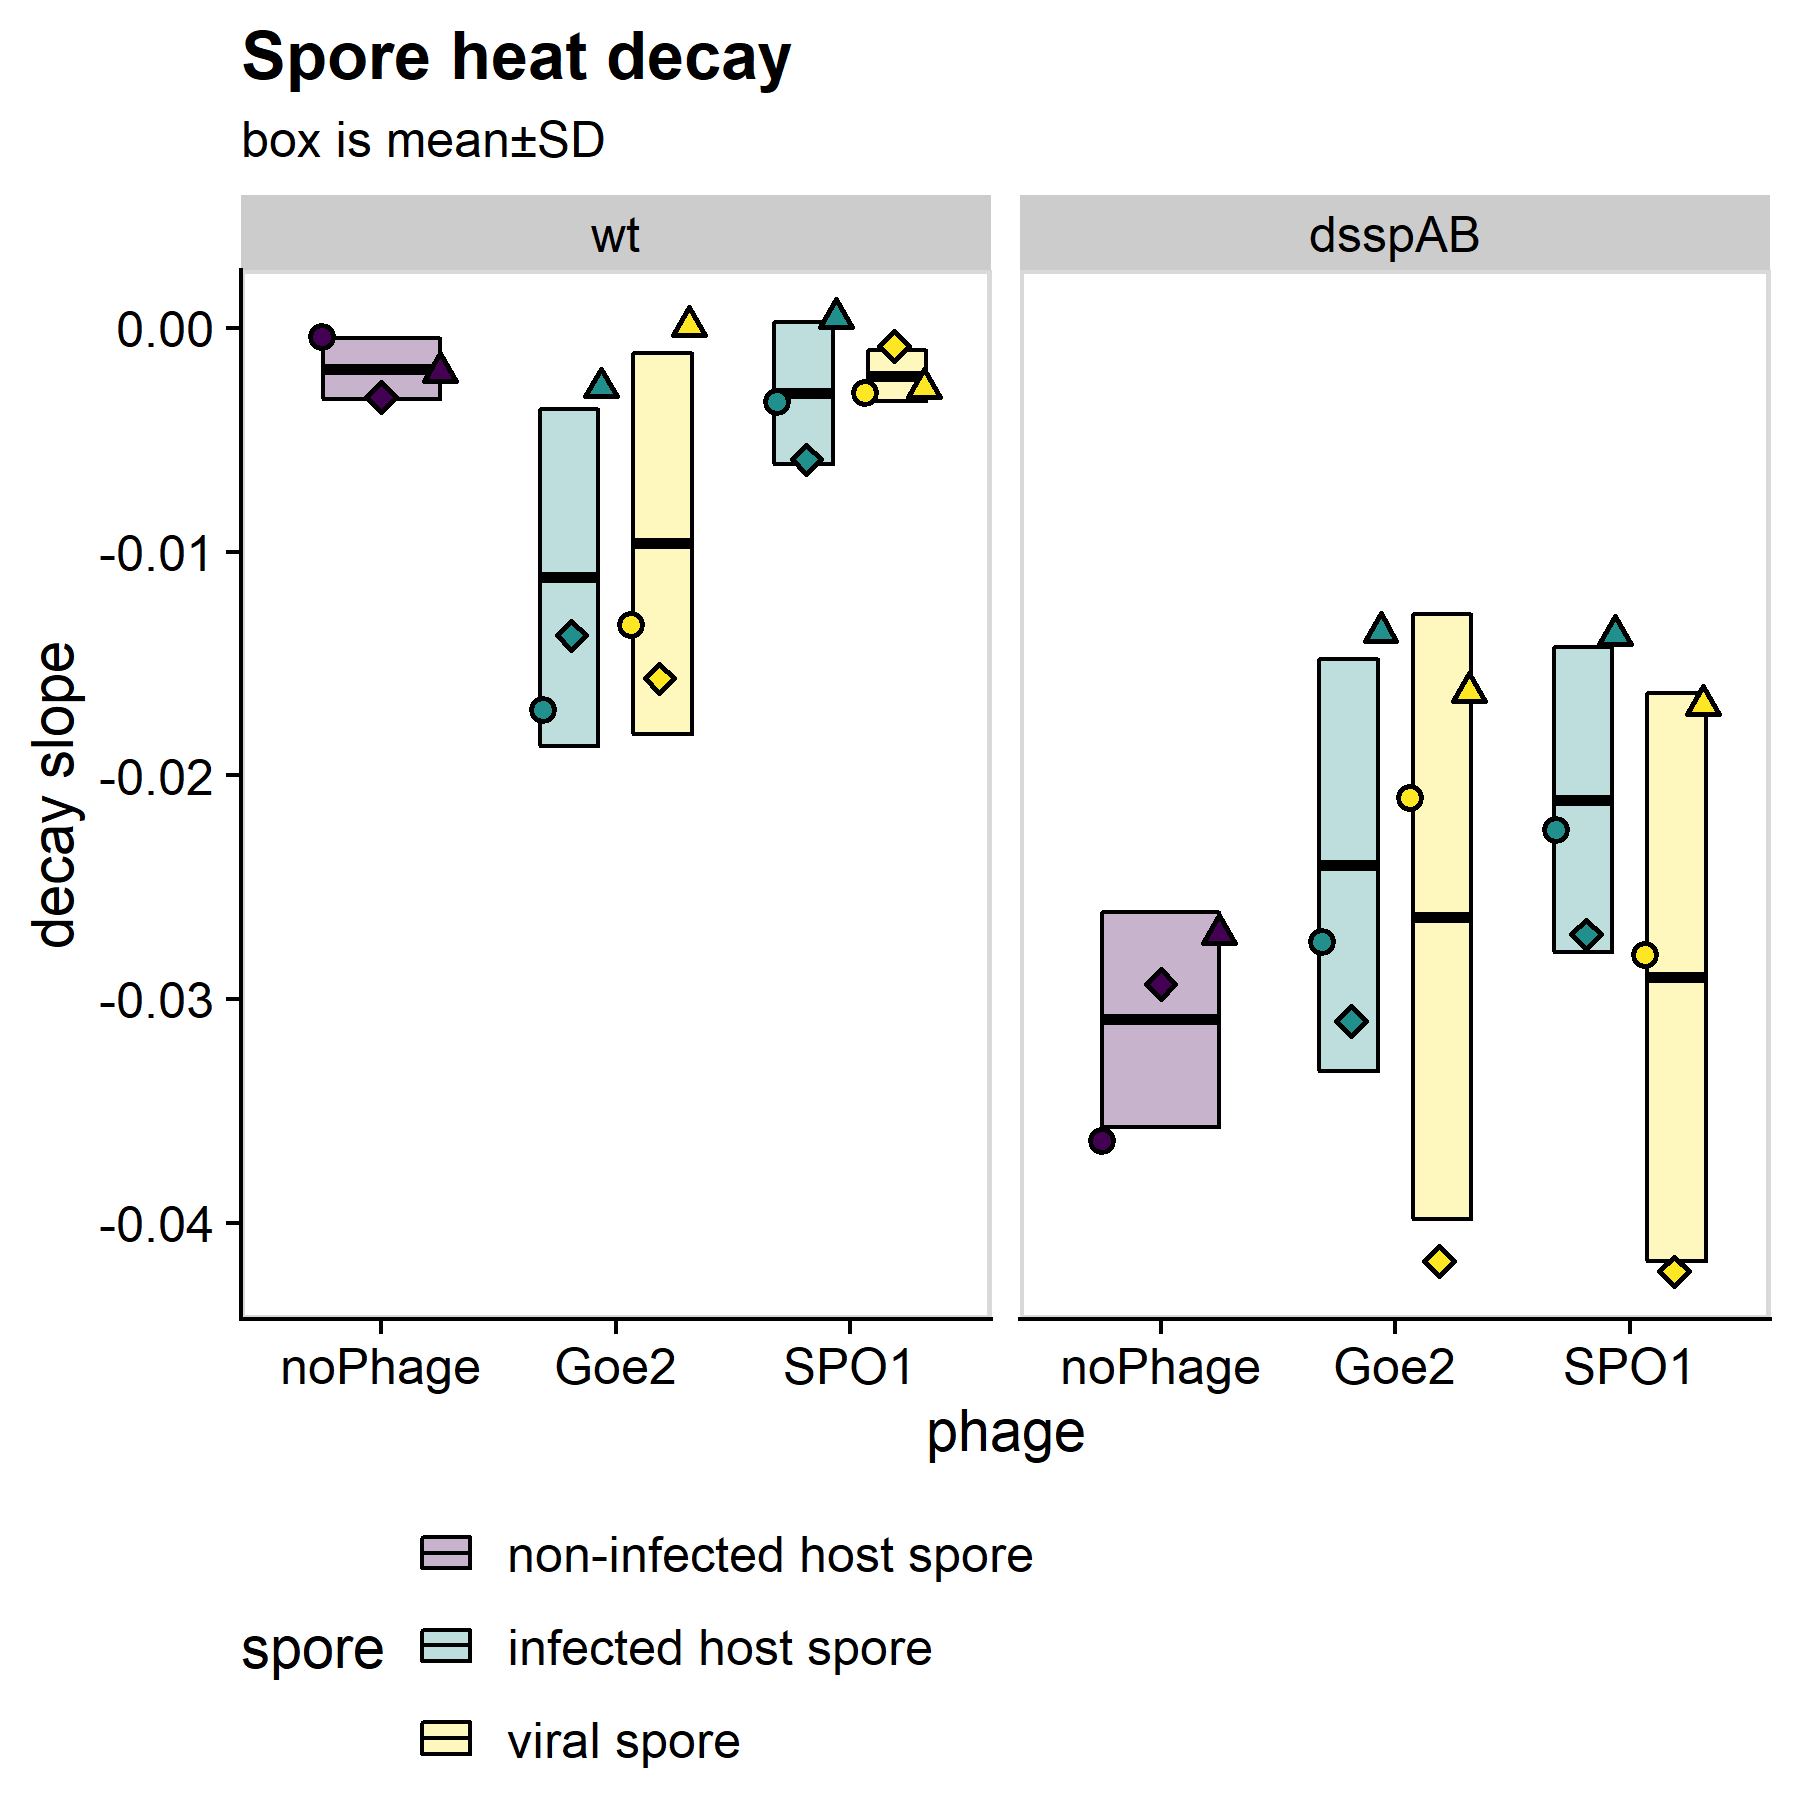 Spore heat decay
box is mean±SD
wt
dsspAB
0.00
-0.01
-0.02
-0.03
-0.04
decay slope
noPhage
Goe2
SPO1
noPhage
Goe2
SPO1
phage
spore
non-infected host spore
infected host spore
viral spore